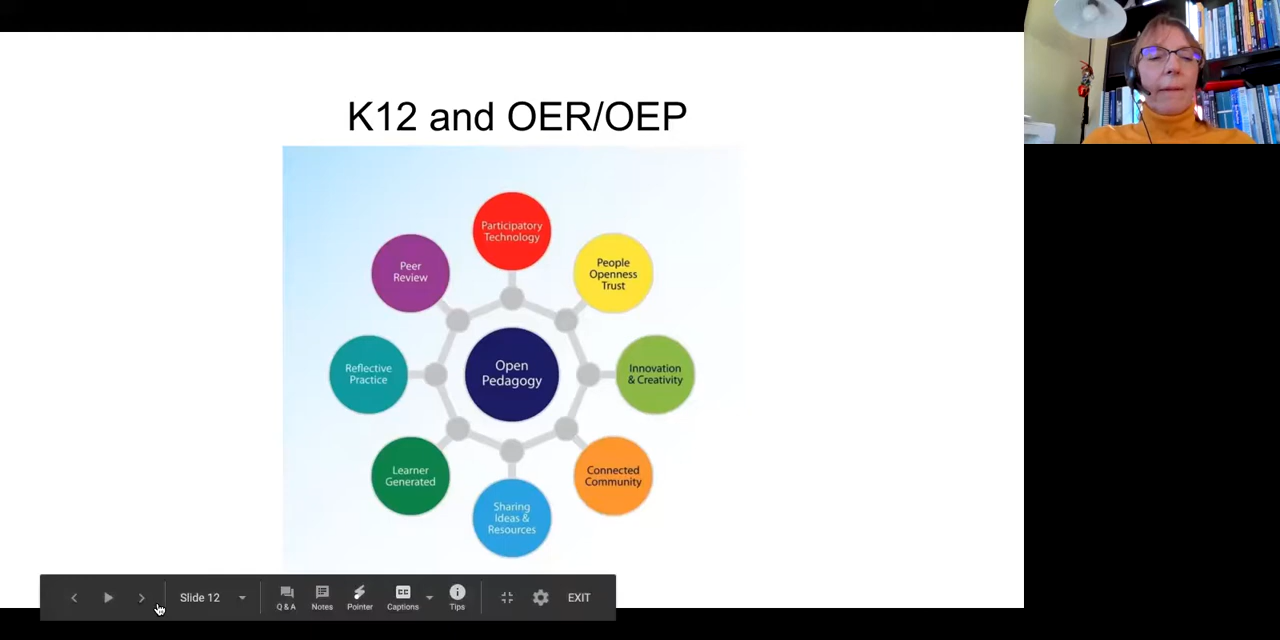 K12 and OER/OEP
Participatory
Technology
People
Openness
Trust
Innovation
& Creativity
Connected
Community
Sharing
Ideas &
Resources
Learner
Generated
Reflective
Practice
Peer
Review
Open
Pedagogy
Slide 12
Q & A
Notes
Pointer
CC
Captions
Tips
EXIT